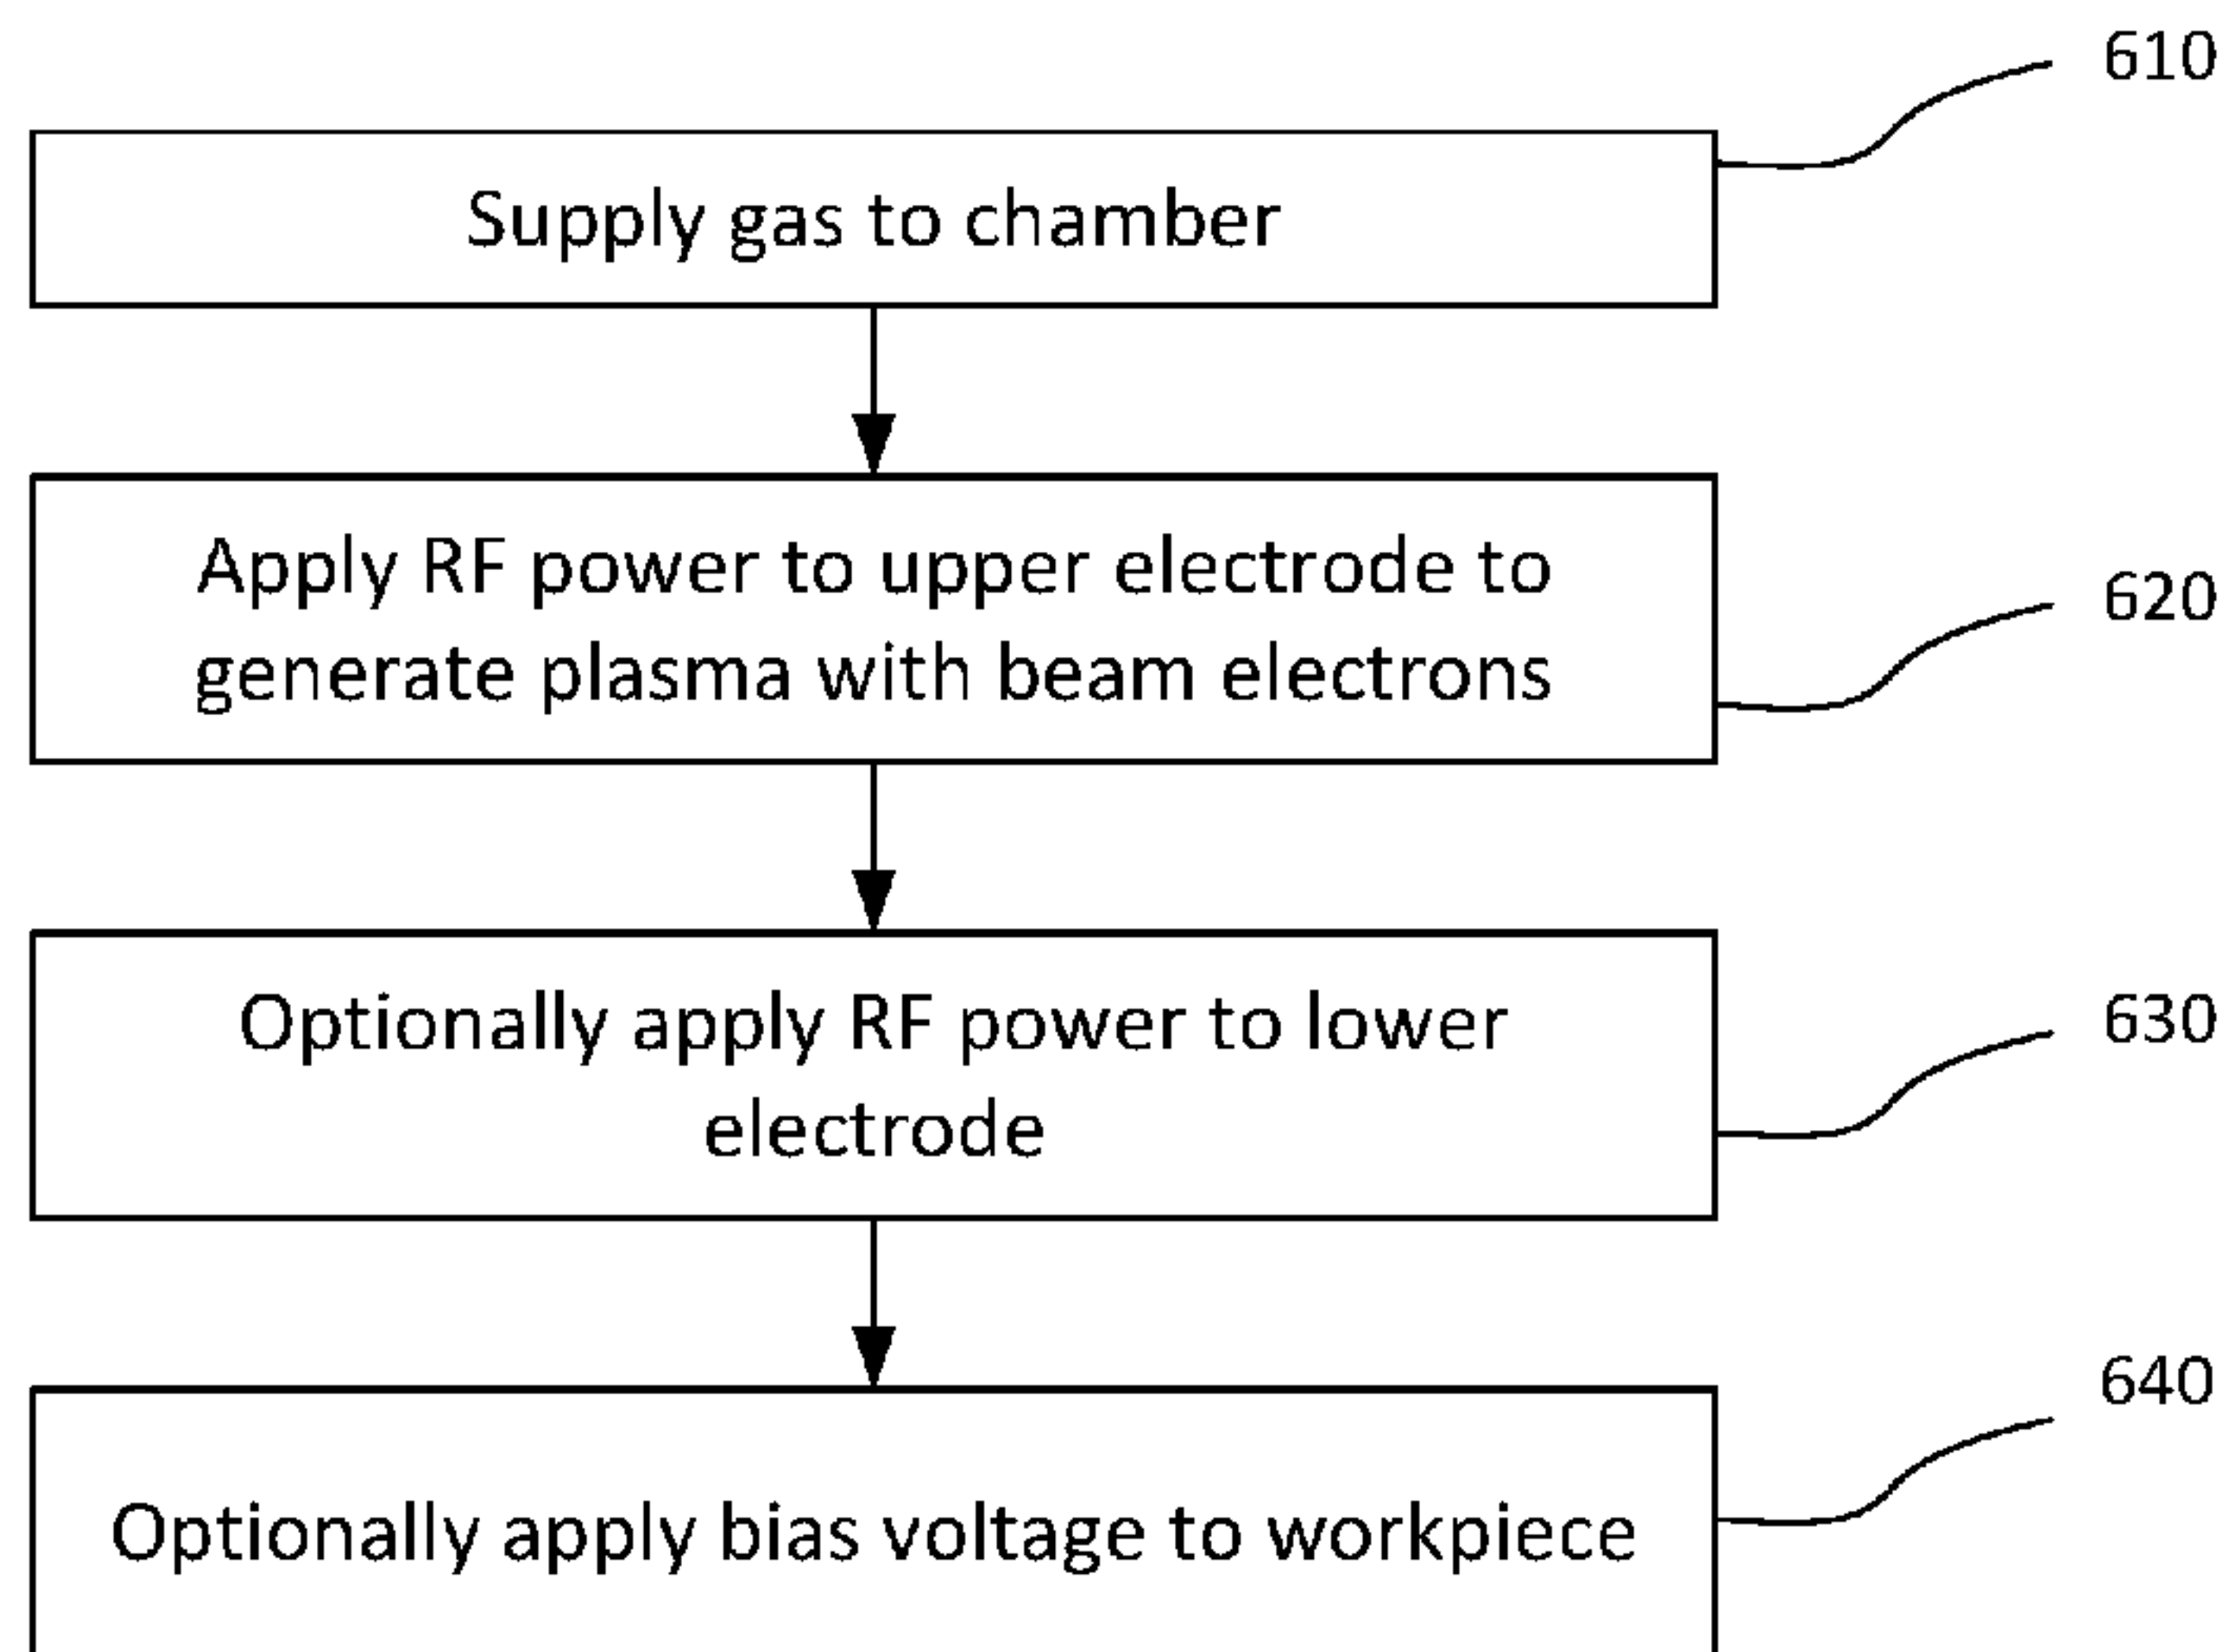 610
Supply gas to chamber
Apply RF power to upper electrode to
generate plasma with beam electrons
620
Optionally apply RF power to lower
electrode
630
640
Optionally apply bias voltage to workpiece